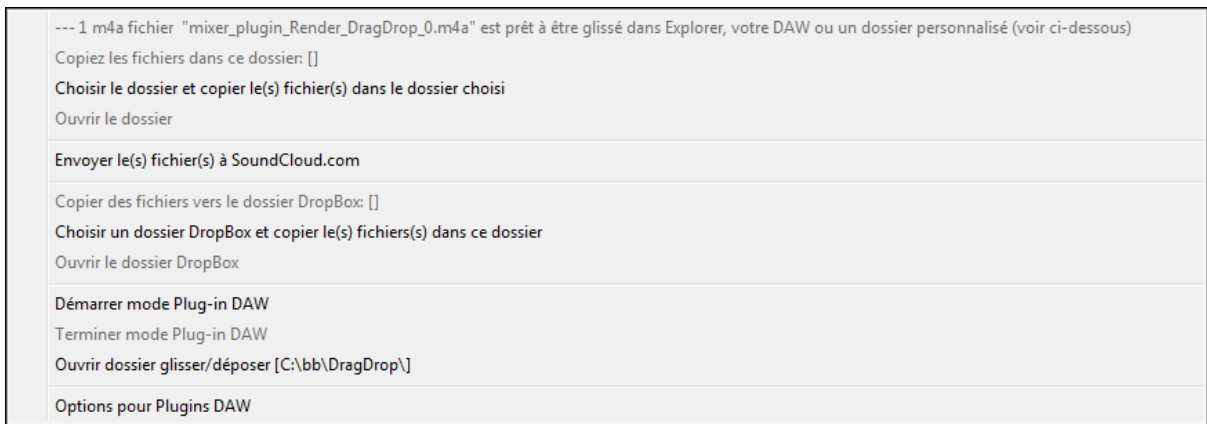 --- 1 m4a fichier  "mixer_plugin_Render_DragDrop_0.m4a" est prêt à être glissé dans Explorer, votre DAW ou un dossier personnalisé (voir ci-dessous)
Copiez les fichiers dans ce dossier: []
Choisir le dossier et copier le(s) fichier(s) dans le dossier choisi
Ouvrir le dossier
Envoyer le(s) fichier(s) à SoundCloud.com
Copier des fichiers vers le dossier DropBox: []
Choisir un dossier DropBox et copier le(s) fichiers(s) dans ce dossier
Ouvrir le dossier DropBox
Démarrer mode Plug-in DAW
Terminer mode Plug-in DAW
Ouvrir dossier glisser/déposer [C:\bb\DragDrop\]
Options pour Plugins DAW